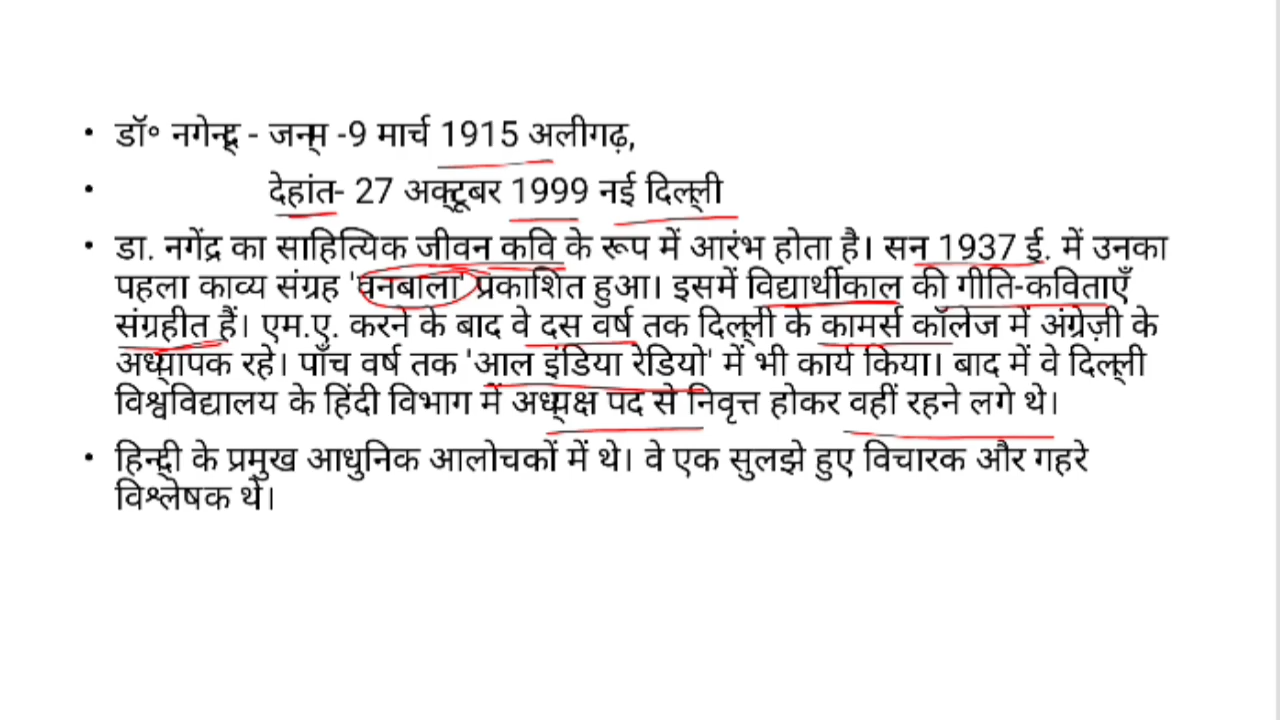 • डॉ॰ नगेन्द्र - जन्म -9 मार्च 1915 अलीगढ़,
• देहांत- 27 अक्टूबर 1999 नई दिल्ली
• डा. नगेंद्र का साहित्यिक जीवन कवि के रूप में आरंभ होता है। सन 1937 ई. में उनका
पहला काव्य संग्रह 'वनबाला' प्रकाशित हुआ। इसमें विद्यार्थीकाल की गीति-कविताएँ
संग्रहीत हैं। एम.ए. करने के बाद वे दस वर्ष तक दिल्ली के कामर्स कॉलेज में अंग्रेज़ी के
अध्यापक रहे। पाँच वर्ष तक 'आल इंडिया रेडियो' में भी कार्य किया। बाद में वे दिल्ली
विश्वविद्यालय के हिंदी विभाग में अध्यक्ष पद से निवृत्त होकर वहीं रहने लगे थे।
• हिन्दी के प्रमुख आधुनिक आलोचकों में थे। वे एक सुलझे हुए विचारक और गहरे
विश्लेषक थे।